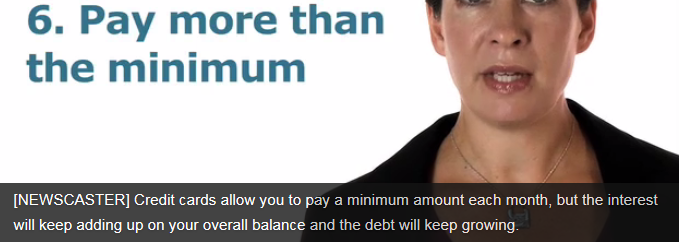 6. Pay more than
the minimum
[NEWSCASTER] Credit cards allow you to pay a minimum amount each month, but the interest
will keep adding up on your overall balance and the debt will keep growing.